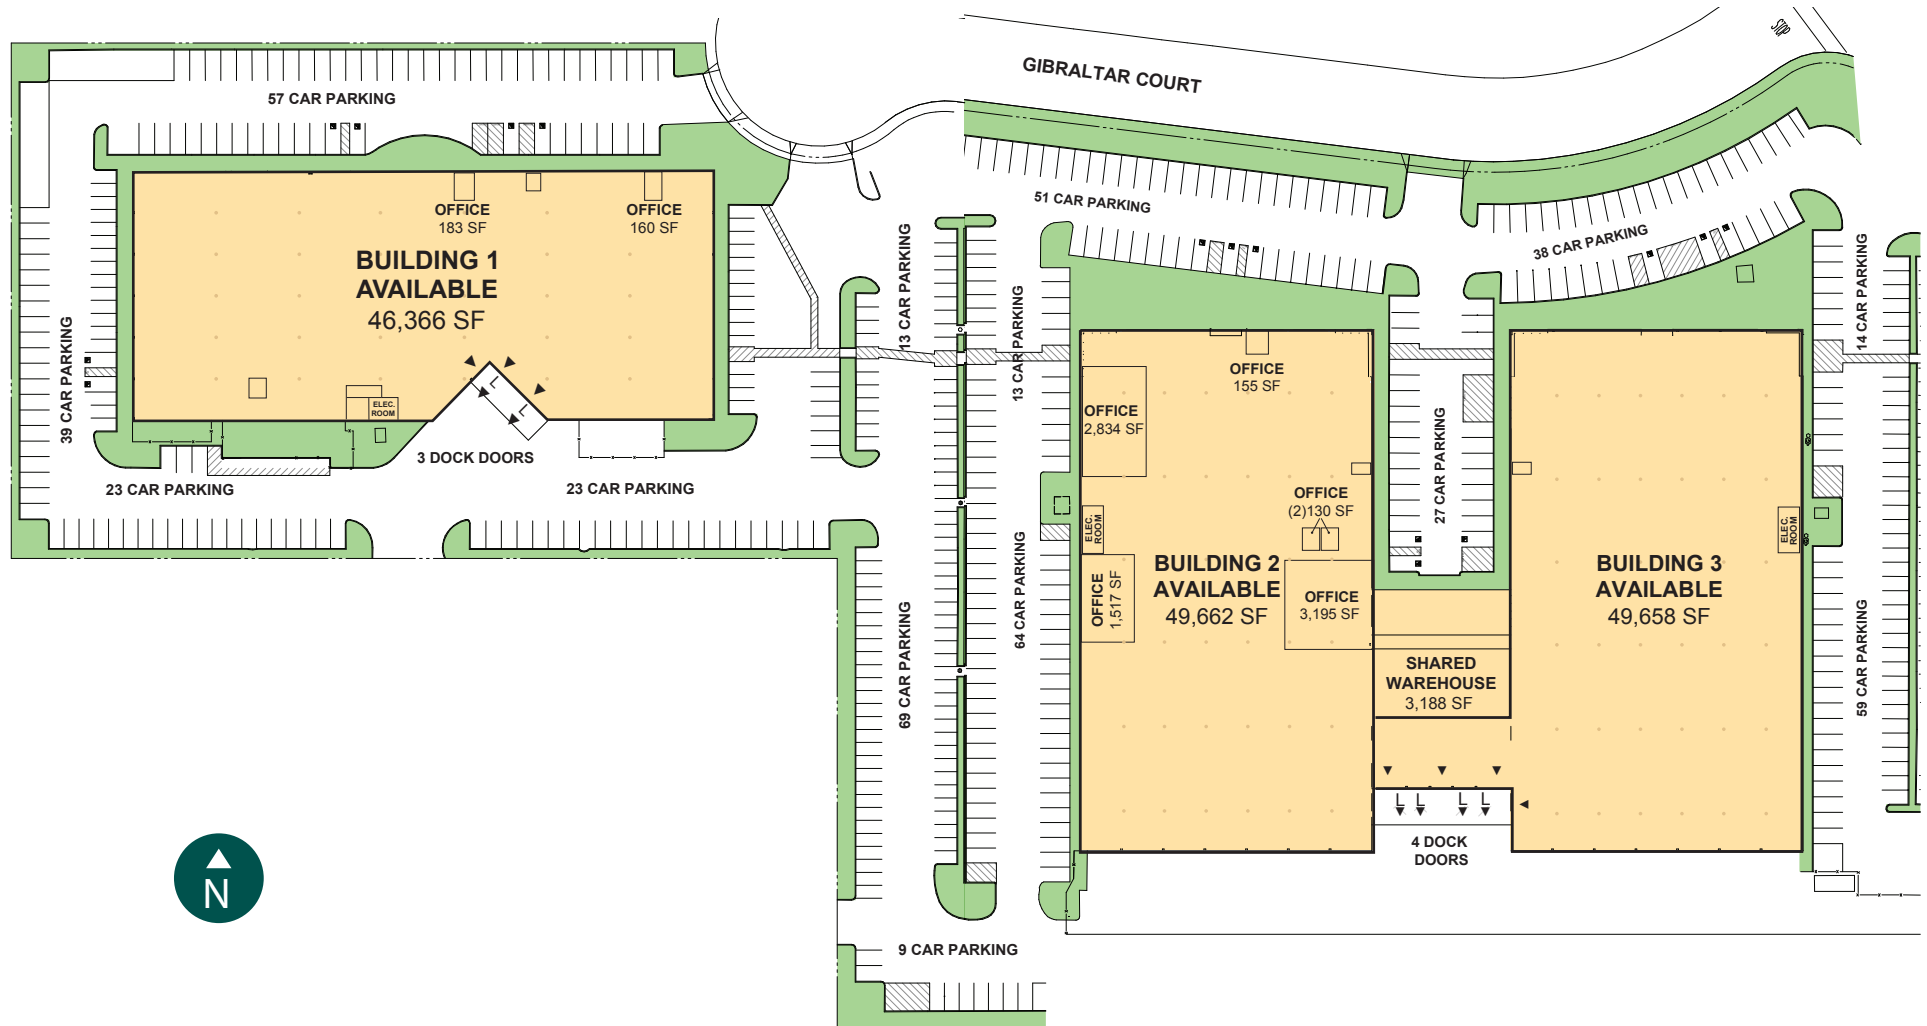 STOP
GIBRALTAR COURT
57 CAR PARKING
51 CAR PARKING
38 CAR PARKING
OFFICE
183 SF
OFFICE
160 SF
BUILDING 1
AVAILABLE
46,366 SF
39 CAR PARKING
ELEC.
ROOM
L
L
3 DOCK DOORS
23 CAR PARKING
23 CAR PARKING
13 CAR PARKING
13 CAR PARKING
14 CAR PARKING
OFFICE
155 SF
OFFICE
2,834 SF
27 CAR PARKING
OFFICE
(2)130 SF
ELEC.
ROOM
ELEC.
ROOM
64 CAR PARKING
69 CAR PARKING
59 CAR PARKING
BUILDING 2
AVAILABLE
49,662 SF
OFFICE
1,517 SF
OFFICE
3,195 SF
BUILDING 3
AVAILABLE
49,658 SF
SHARED
WAREHOUSE
3,188 SF
L
L
L
L
4 DOCK
DOORS
N
9 CAR PARKING